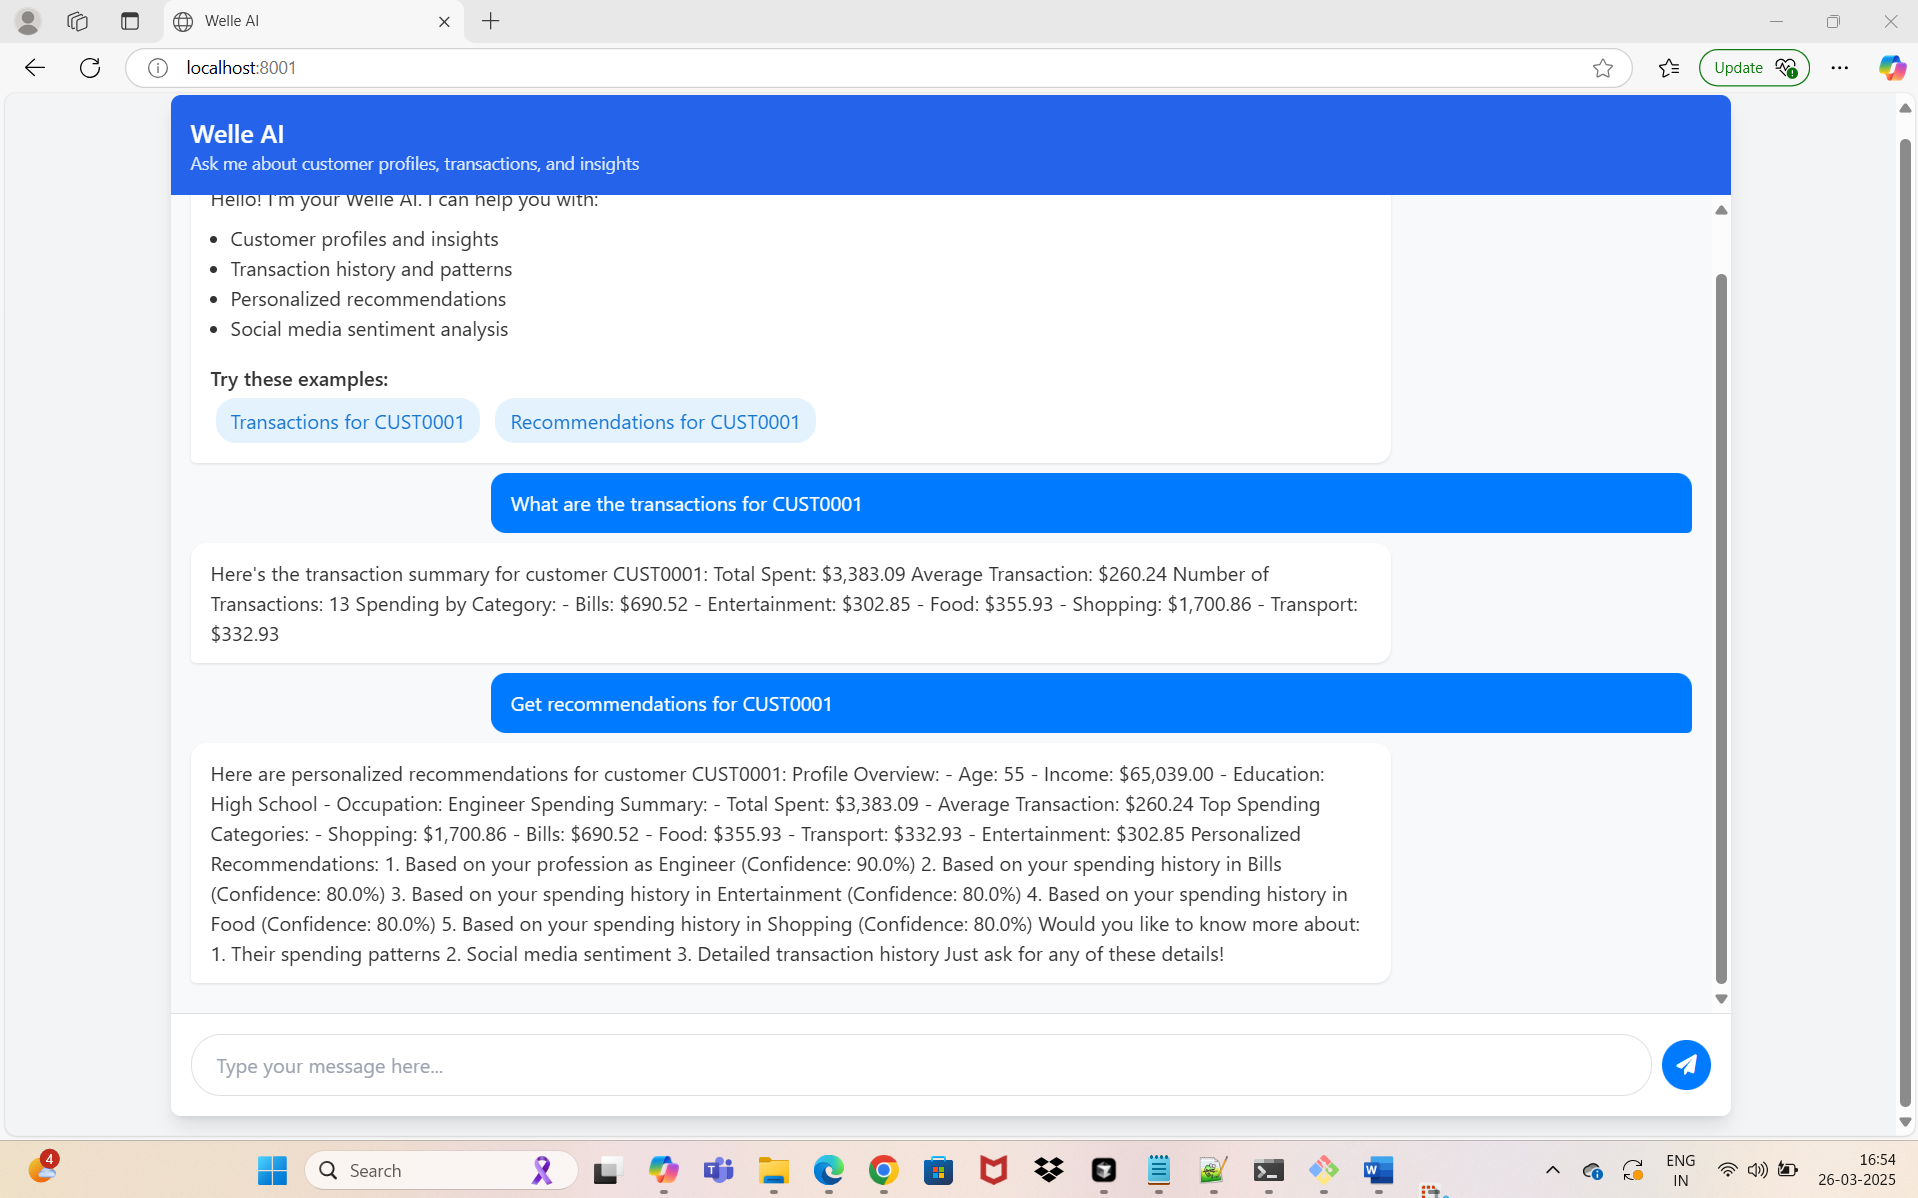 Welle AI
localhost:8001
Update
Welle AI
Ask me about customer profiles, transactions, and insights
Hello! I'm your Welle AI. I can help you with:
Customer profiles and insights
Transaction history and patterns
Personalized recommendations
Social media sentiment analysis
Try these examples:
Transactions for CUST0001
Recommendations for CUST0001
What are the transactions for CUST0001
Here's the transaction summary for customer CUST0001: Total Spent: $3,383.09 Average Transaction: $260.24 Number of
Transactions: 13 Spending by Category: - Bills: $690.52 - Entertainment: $302.85 - Food: $355.93 - Shopping: $1,700.86 - Transport:
$332.93
Get recommendations for CUST0001
Here are personalized recommendations for customer CUST0001: Profile Overview: - Age: 55 - Income: $65,039.00 - Education:
High School - Occupation: Engineer Spending Summary: - Total Spent: $3,383.09 - Average Transaction: $260.24 Top Spending
Categories: - Shopping: $1,700.86 - Bills: $690.52 - Food: $355.93 - Transport: $332.93 - Entertainment: $302.85 Personalized
Recommendations: 1. Based on your profession as Engineer (Confidence: 90.0%) 2. Based on your spending history in Bills
(Confidence: 80.0%) 3. Based on your spending history in Entertainment (Confidence: 80.0%) 4. Based on your spending history in
Food (Confidence: 80.0%) 5. Based on your spending history in Shopping (Confidence: 80.0%) Would you like to know more about:
1. Their spending patterns 2. Social media sentiment 3. Detailed transaction history Just ask for any of these details!
Type your message here...
4
Search
ENG
IN
16:54
26-03-2025